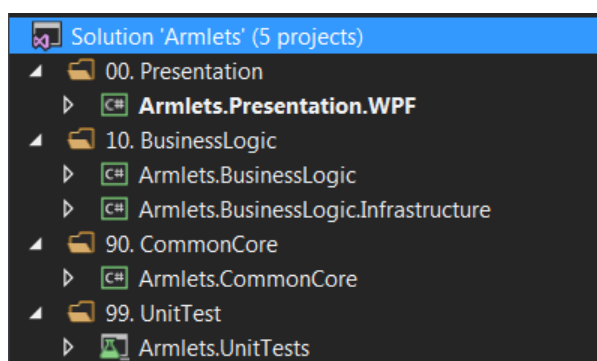 Solution 'Armlets' (5 projects)
00. Presentation
C# Armlets.Presentation.WPF
10. BusinessLogic
C# Armlets.BusinessLogic
C# Armlets.BusinessLogic.Infrastructure
90. CommonCore
C# Armlets.CommonCore
99. UnitTest
Armlets.UnitTests